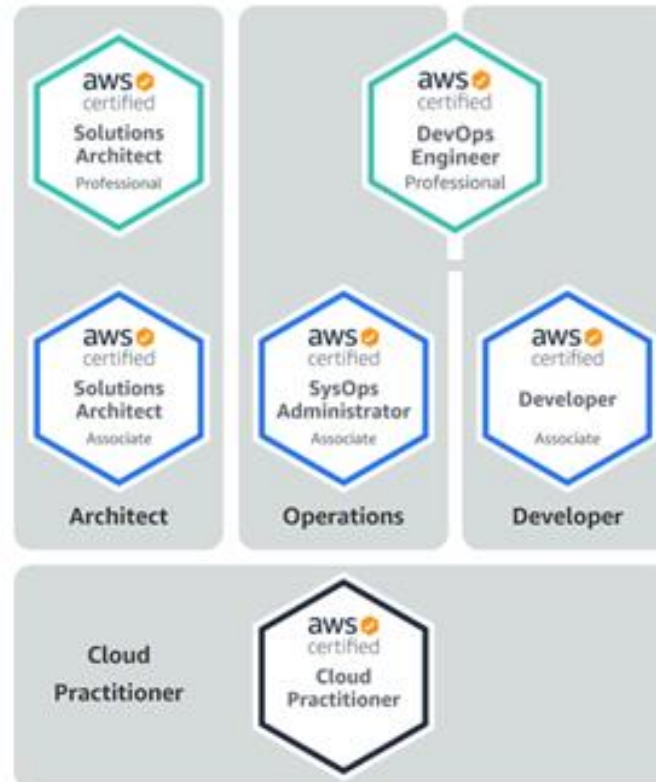 aws
certified
Solutions
Architect
Professional
aws
certified
DevOps
Engineer
Professional
aws
certified
Solutions
Architect
Associate
aws
certified
SysOps
Administrator
Associate
aws
certified
Developer
Associate
Architect
Operations
Developer
Cloud
Practitioner
aws
certified
Cloud
Practitioner